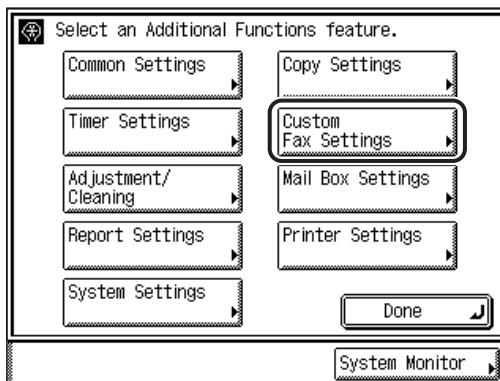 Select an Additional Functions feature.
Common Settings
Copy Settings
Timer Settings
Custom
Fax Settings
Adjustment/
Cleaning
Mail Box Settings
Report Settings
Printer Settings
System Settings
Done
System Monitor